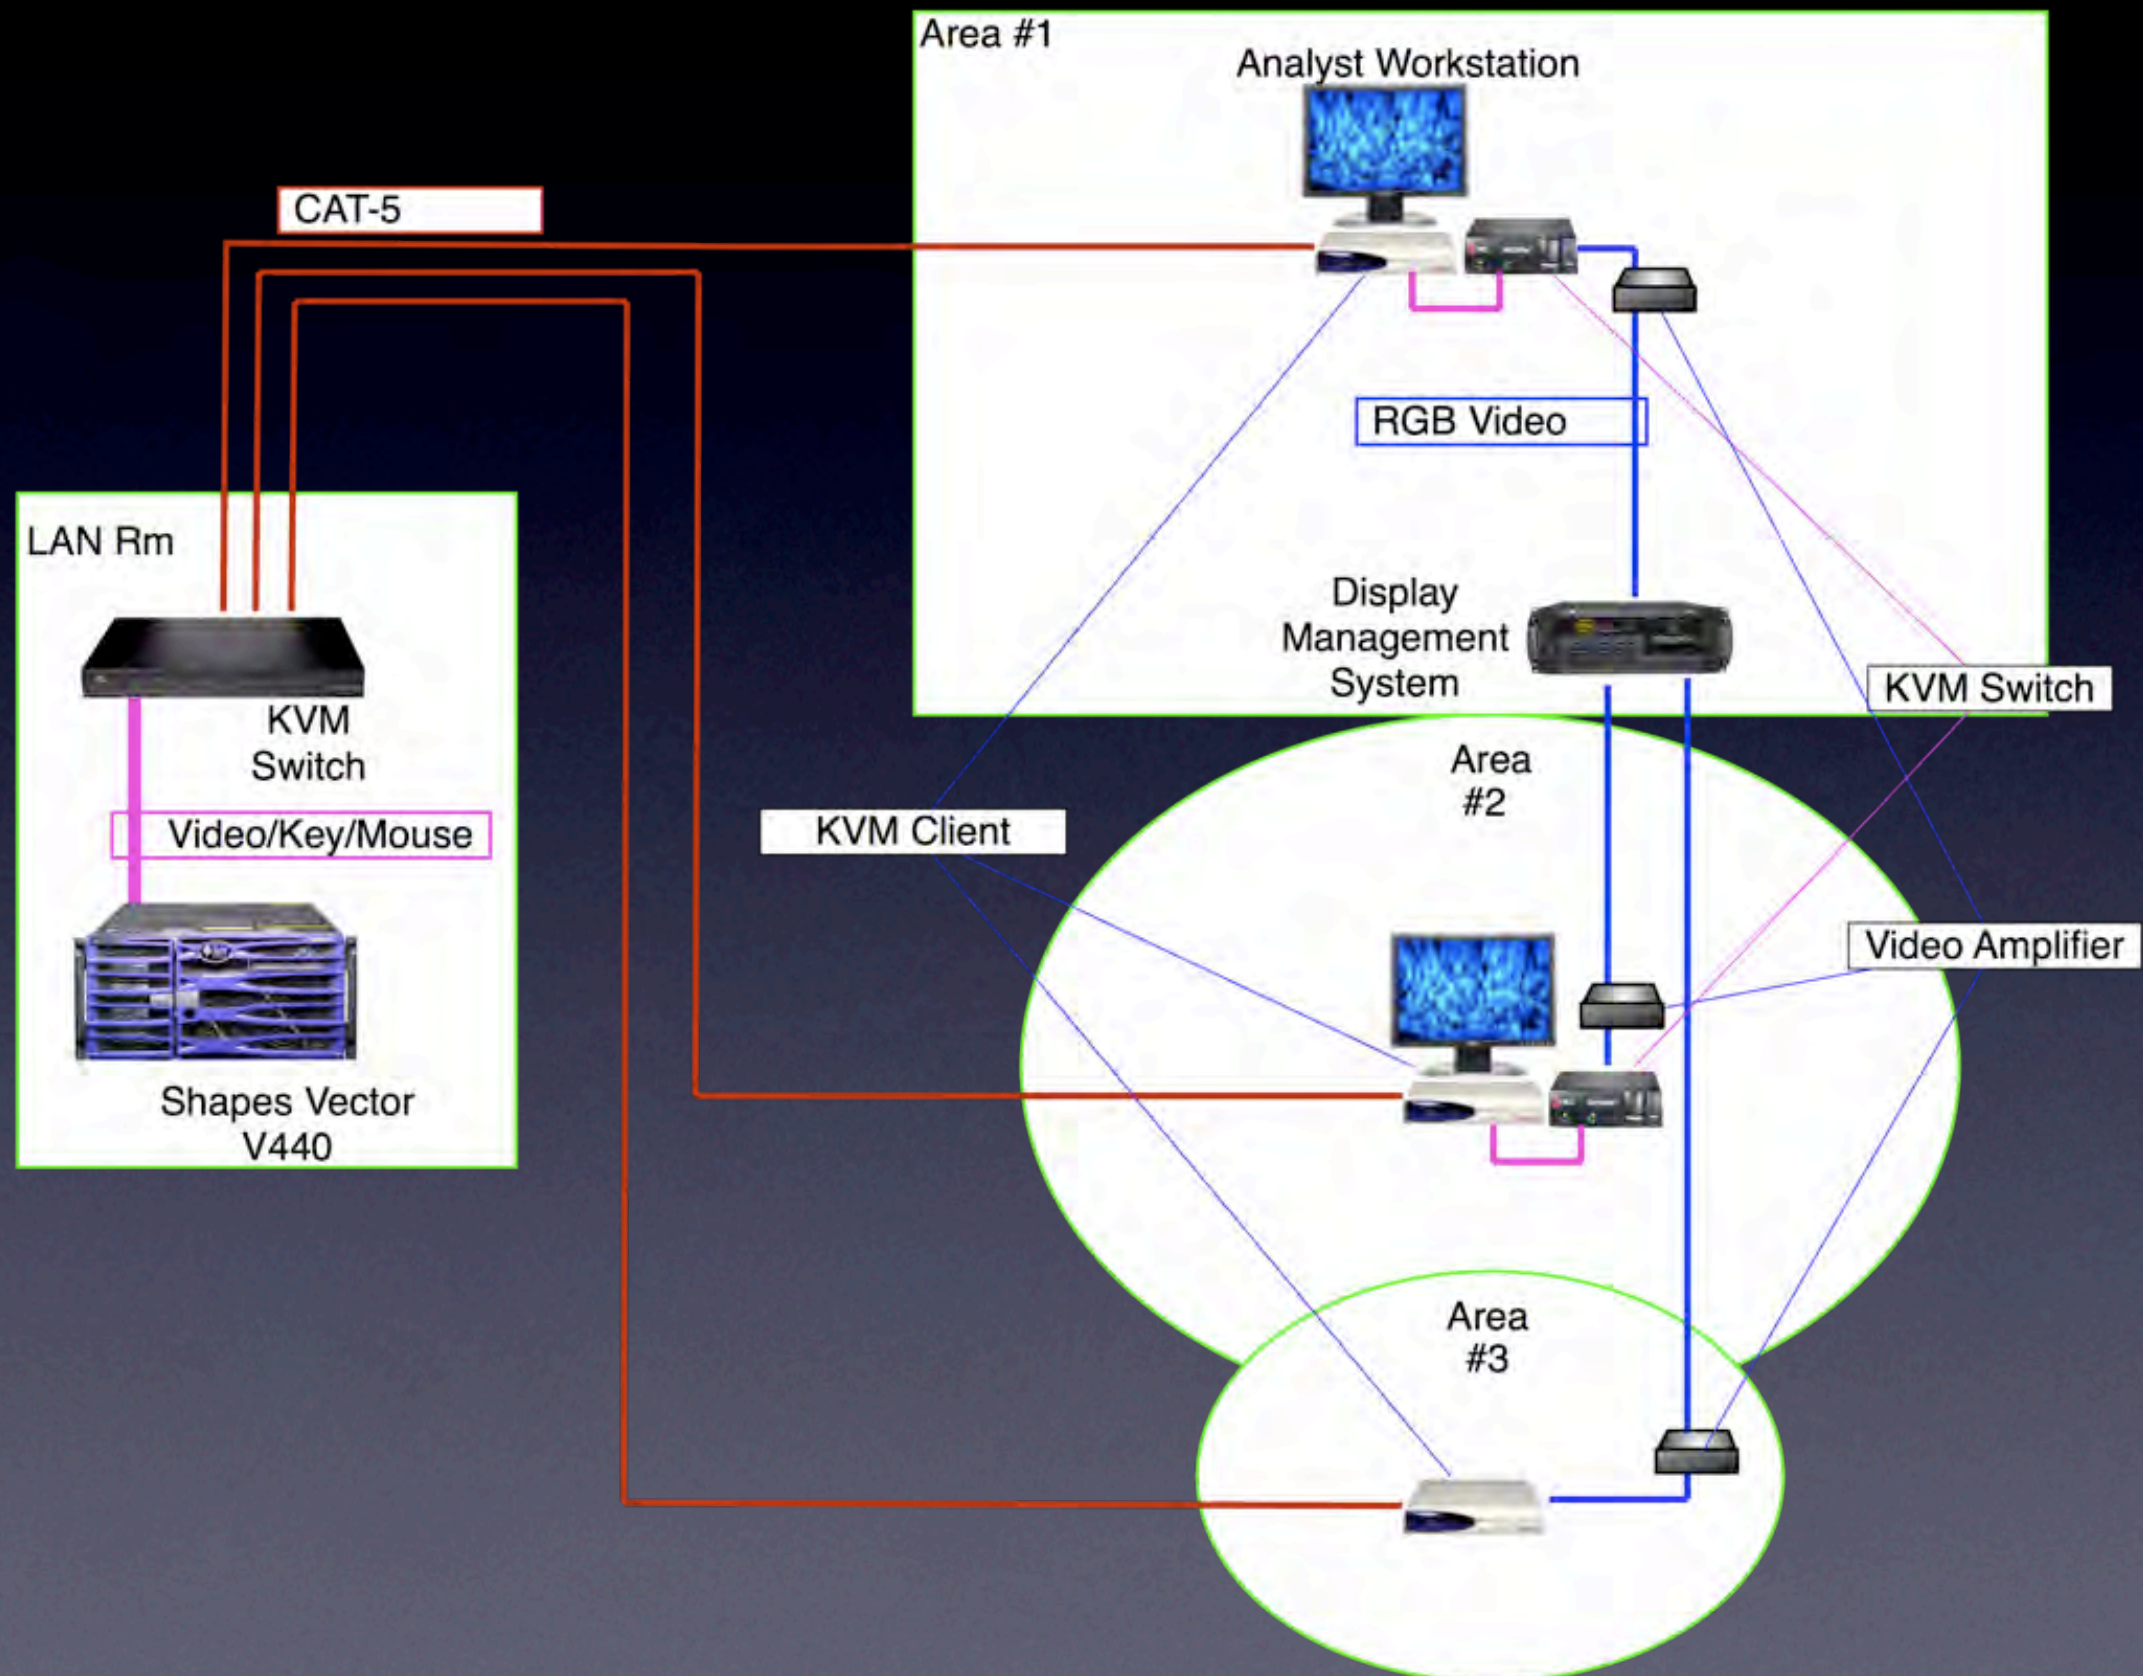 Area #1
Analyst Workstation
CAT-5
RGB Video
LAN Rm
Display
Management
System
KVM Switch
KVM
Switch
Area
#2
Video/Key/Mouse
KVM Client
Video Amplifier
Shapes Vector
V440
Area
#3